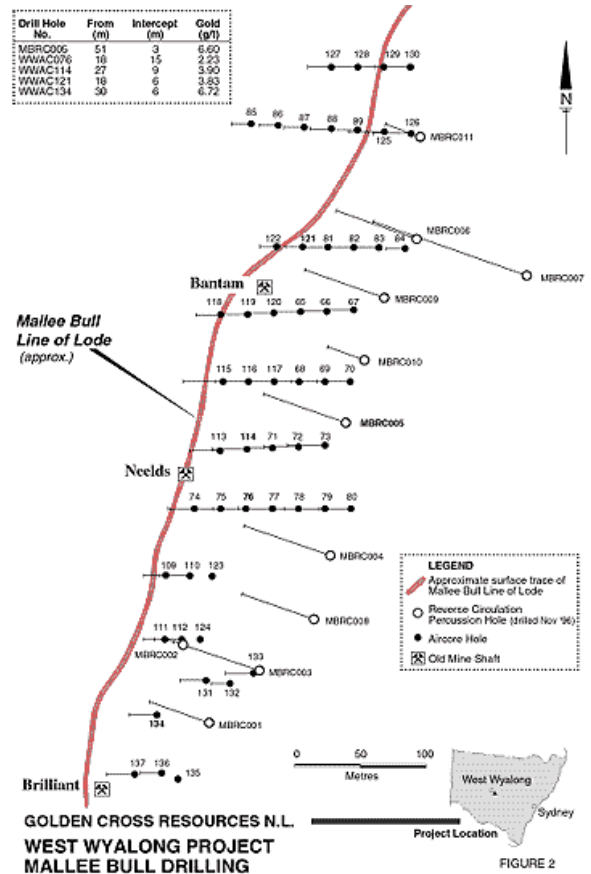 Drill Hole From Intercept Gold
No. (m) (m) (g/t)
MBRC005 51 3 6.60
WWAC076 18 15 2.23
WWAC114 27 9 3.90
WWAC121 18 6 3.83
WWAC134 30 6 6.72
127 128 129 130
N
85 86 87 88 89 125 126
MBRC011
MBRC006
122 121 81 82 83 84
MBRC007
Bantam
MBRC009
118 119 120 65 66 67
Mallee Bull
Line of Lode
(approx.)
MBRC010
115 116 117 68 69 70
MBRC005
113 114 71 72 73
Neelds
74 75 76 77 78 79 80
MBRC004
109 110 123
MBRC008
111 112 124
MBRC002
133
MBRC003
131 132
134
MBRC001
137 136 135
Brilliant
LEGEND
Approximate surface trace of
Mallee Bull Line of Lode
Reverse Circulation
Percussion Hole (drilled Nov '96)
Aircore Hole
Old Mine Shaft
0 50 100
Metres
West Wyalong
Sydney
Project Location
GOLDEN CROSS RESOURCES N.L.
WEST WYALONG PROJECT
MALLEE BULL DRILLING
FIGURE 2